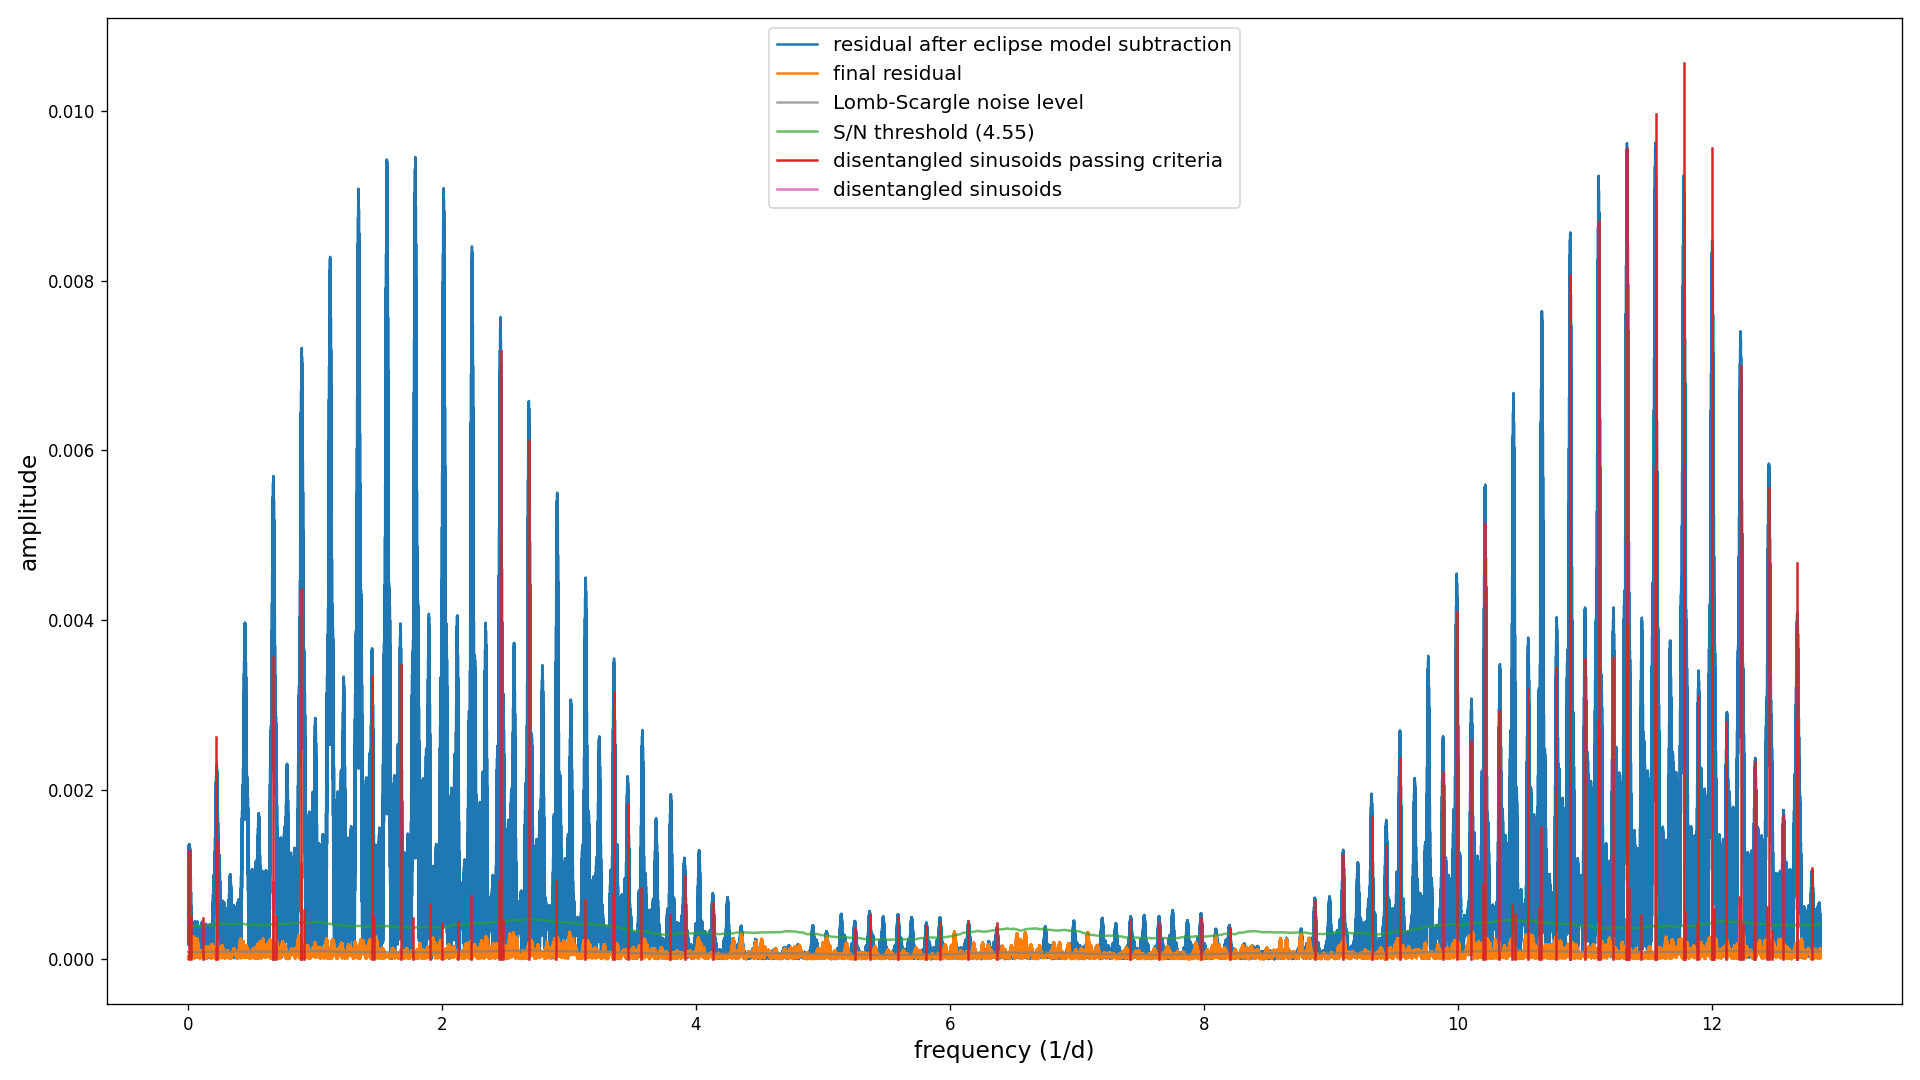 residual after eclipse model subtraction
final residual
Lomb-Scargle noise level
S/N threshold (4.55)
disentangled sinusoids passing criteria
disentangled sinusoids
0.010
0.008
0.006
0.004
0.002
0.000
amplitude
0 2 4 6 8 10 12
frequency (1/d)